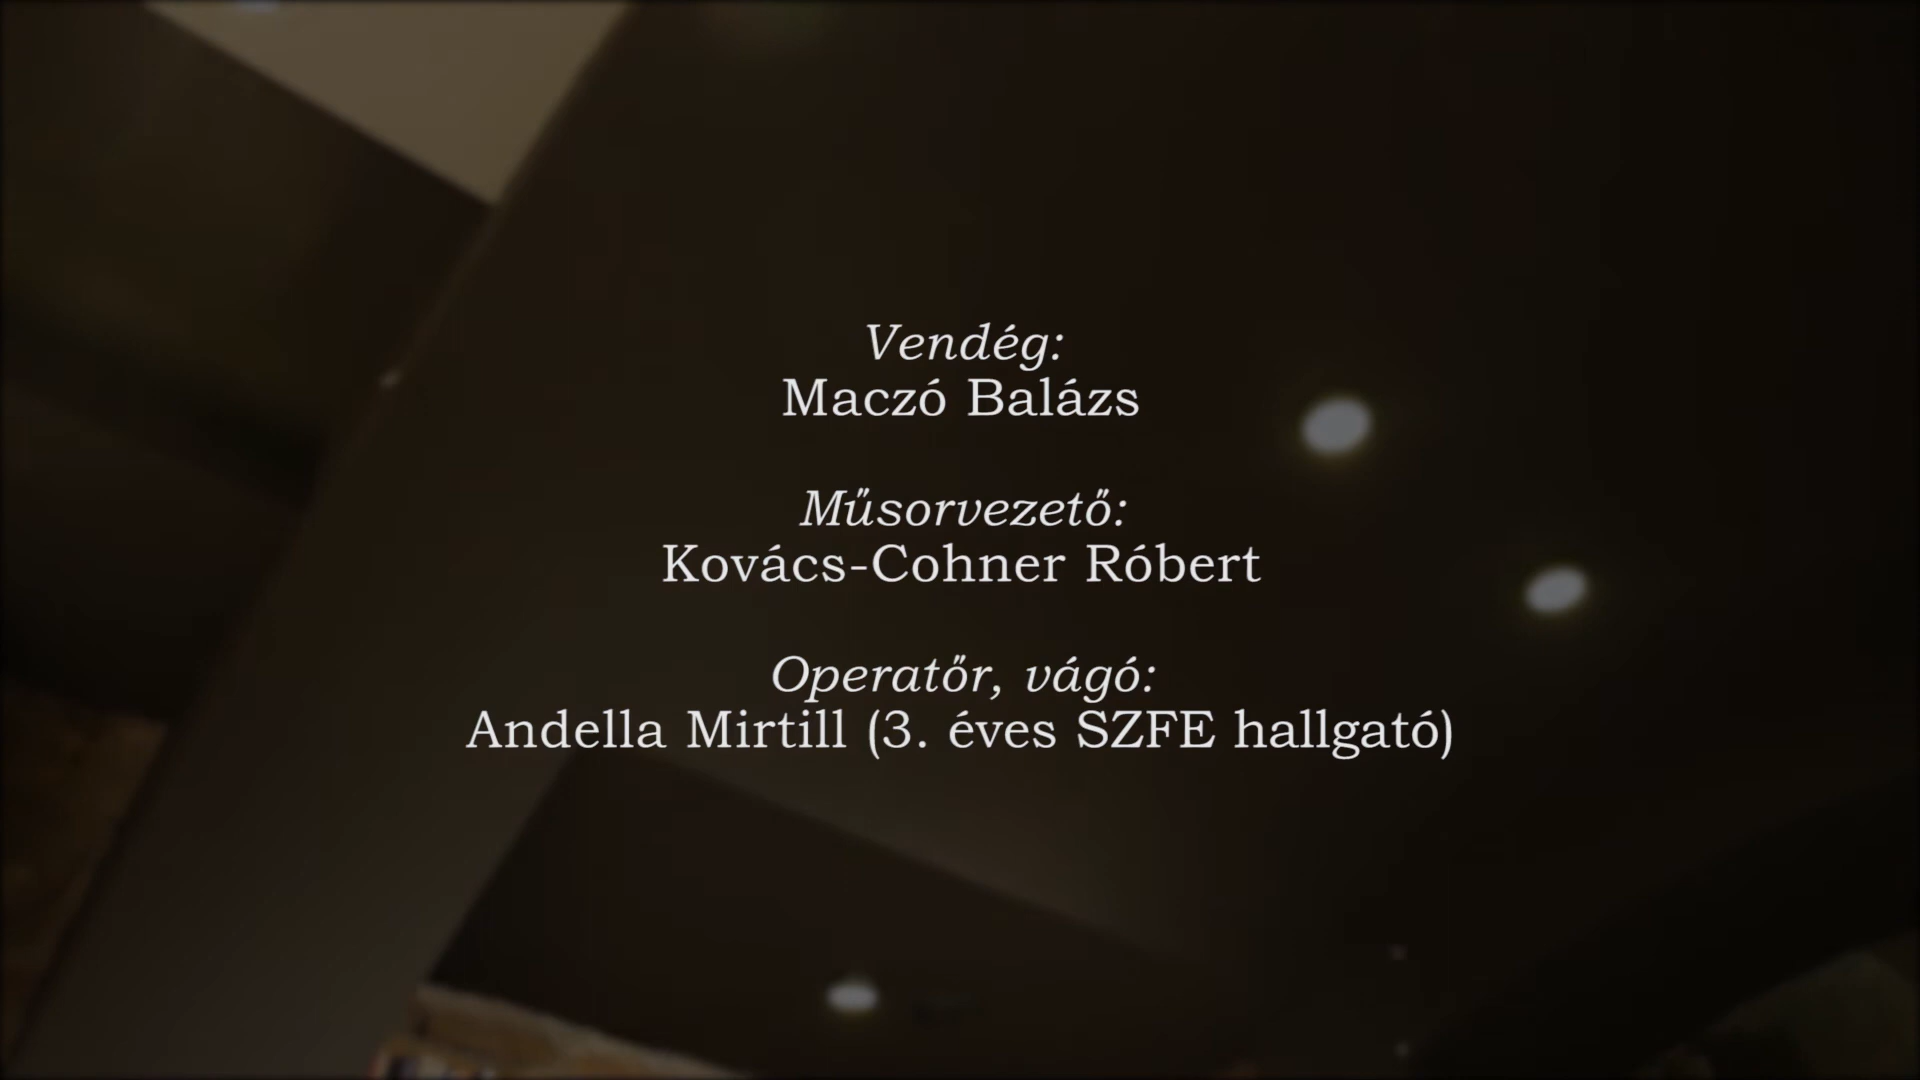 Vendég:
Maczó Balázs
Műsorvezető:
Kovács-Cohner Róbert
Operatőr, vágó:
Andella Mirtill (3. éves SZFE hallgató)